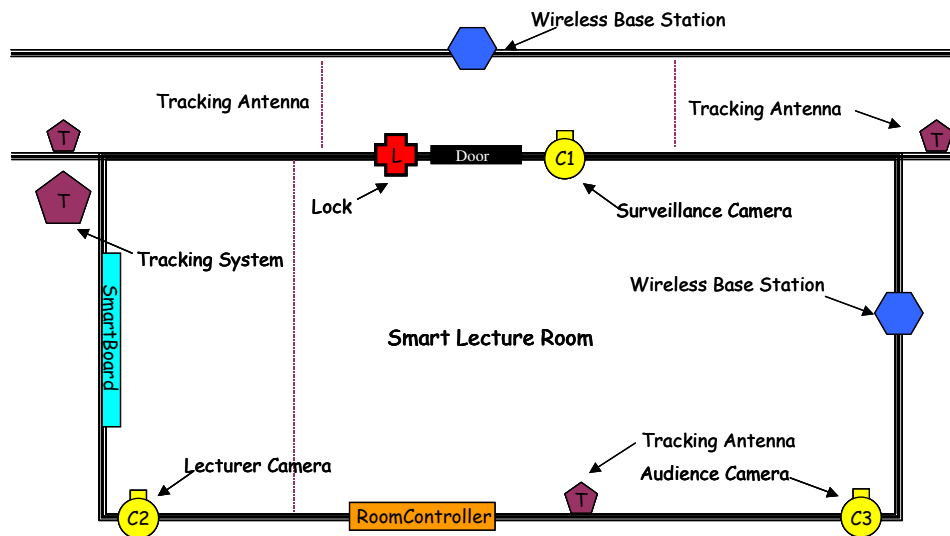 Wireless Base Station
Tracking Antenna
Tracking Antenna
T
T
L
Door
C1
T
Lock
Surveillance Camera
Tracking System
Wireless Base Station
SmartBoard
Smart Lecture Room
Tracking Antenna
Lecturer Camera
Audience Camera
T
C2
RoomController
C3